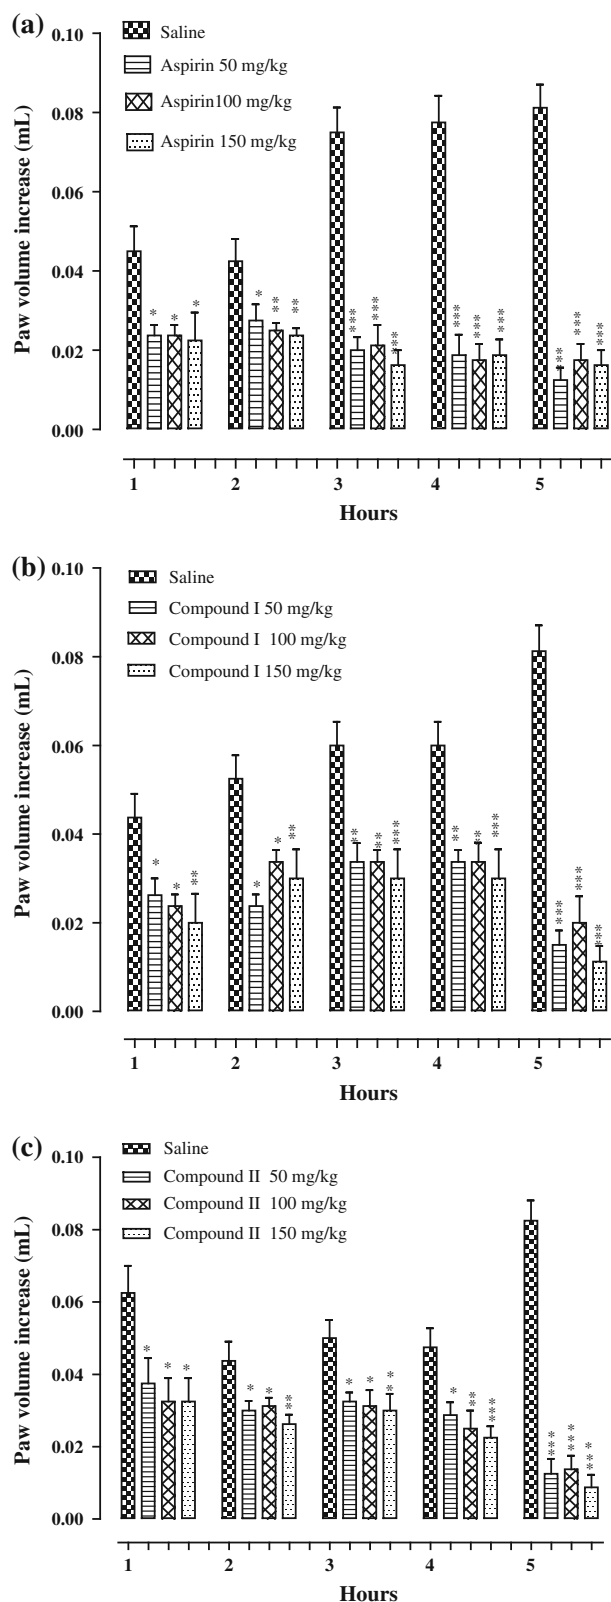 (a)
0.10
0.08
0.06
0.04
0.02
0.00
Paw volume increase (mL)
Saline
Aspirin 50 mg/kg
Aspirin100 mg/kg
Aspirin 150 mg/kg
* * *
* ** **
*** *** ***
*** *** ***
*** *** ***
1 2 3 4 5
Hours
(b)
0.10
0.08
0.06
0.04
0.02
0.00
Paw volume increase (mL)
Saline
Compound I 50 mg/kg
Compound I 100 mg/kg
Compound I 150 mg/kg
* * **
* * **
** ** ***
** ** ***
*** *** ***
1 2 3 4 5
Hours
(c)
0.10
0.08
0.06
0.04
0.02
0.00
Paw volume increase (mL)
Saline
Compound II 50 mg/kg
Compound II 100 mg/kg
Compound II 150 mg/kg
* * *
* * **
* * **
* ** ***
*** *** ***
1 2 3 4 5
Hours